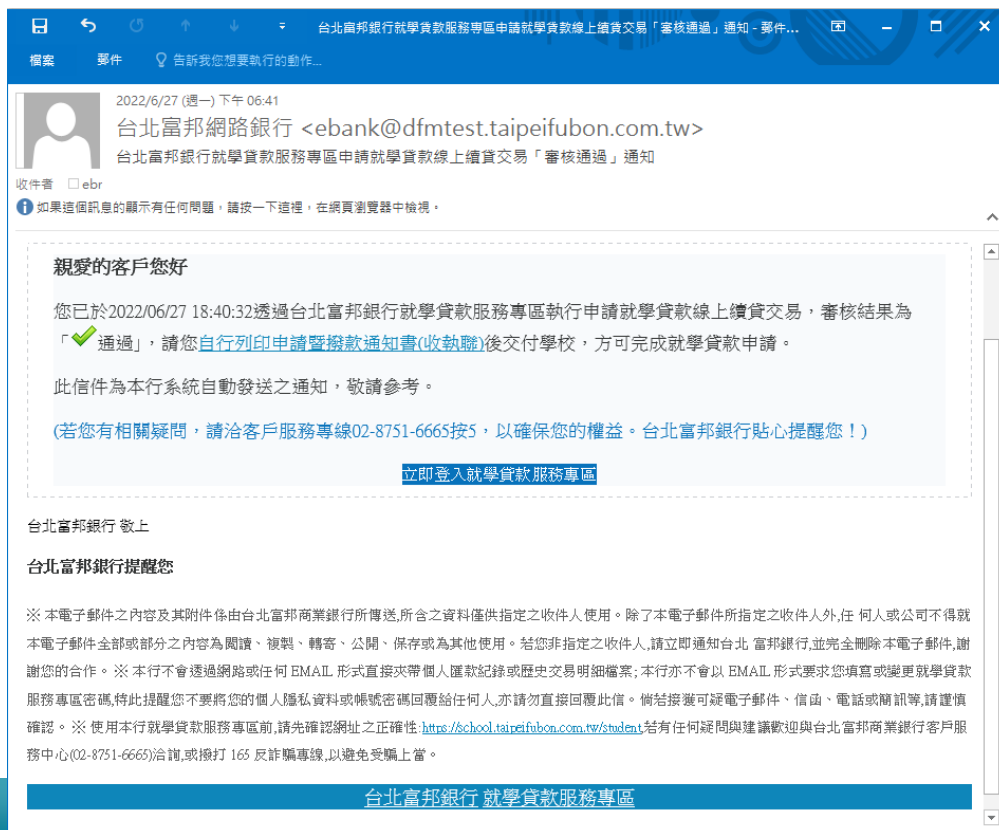 台北富邦銀行就學貸款服務專區申請就學貸款線上續貸交易「審核通過」通知 - 郵件...
檔案 郵件 告訴我您想要執行的動作...
2022/6/27 (週一) 下午 06:41
台北富邦網路銀行 <ebank@dfmtest.taipeifubon.com.tw>
台北富邦銀行就學貸款服務專區申請就學貸款線上續貸交易「審核通過」通知
收件者 ebr
如果這個訊息的顯示有任何問題，請按一下這裡，在網頁瀏覽器中檢視。
親愛的客戶您好
您已於2022/06/27 18:40:32透過台北富邦銀行就學貸款服務專區執行申請就學貸款線上續貸交易，審核結果為
「✔通過」，請您自行列印申請暨撥款通知書(收執聯)後交付學校，方可完成就學貸款申請。
此信件為本行系統自動發送之通知，敬請參考。
(若您有相關疑問，請洽客戶服務專線02-8751-6665按5，以確保您的權益。台北富邦銀行貼心提醒您！)
立即登入就學貸款服務專區
台北富邦銀行 敬上
台北富邦銀行提醒您
※ 本電子郵件之內容及其附件係由台北富邦商業銀行所傳送,所含之資料僅供指定之收件人使用。除了本電子郵件所指定之收件人外,任 何人或公司不得就
本電子郵件全部或部分之內容為閱讀、複製、轉寄、公開、保存或為其他使用。若您非指定之收件人,請立即通知台北 富邦銀行,並完全刪除本電子郵件,謝
謝您的合作。 ※ 本行不會透過網路或任何 EMAIL 形式直接夾帶個人匯款紀錄或歷史交易明細檔案;本行亦不會以 EMAIL 形式要求您填寫或變更就學貸款
服務專區密碼,特此提醒您不要將您的個人隱私資料或帳號密碼回覆給任何人,亦請勿直接回覆此信。倘若接獲可疑電子郵件、信函、電話或簡訊等,請謹慎
確認。 ※ 使用本行就學貸款服務專區前,請先確認網址之正確性:https://school.taipeifubon.com.tw/student,若有任何疑問與建議歡迎與台北富邦商業銀行客戶服
務中心(02-8751-6665)洽詢,或撥打 165 反詐騙專線,以避免受騙上當。
台北富邦銀行 就學貸款服務專區